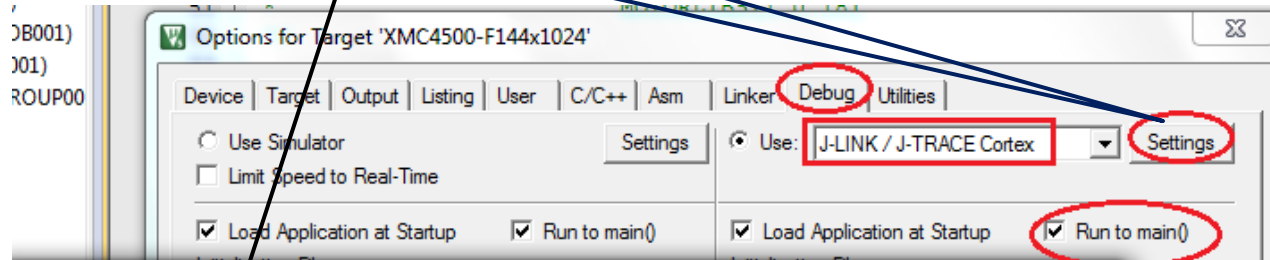 DB001)
Options for Target 'XMC4500-F144x1024'
001)
ROUP00
Device Target Output Listing User C/C++ Asm Linker Debug Utilities
Use Simulator Settings Use: J-LINK / J-TRACE Cortex Settings
Limit Speed to Real-Time
Load Application at Startup Run to main() Load Application at Startup Run to main()